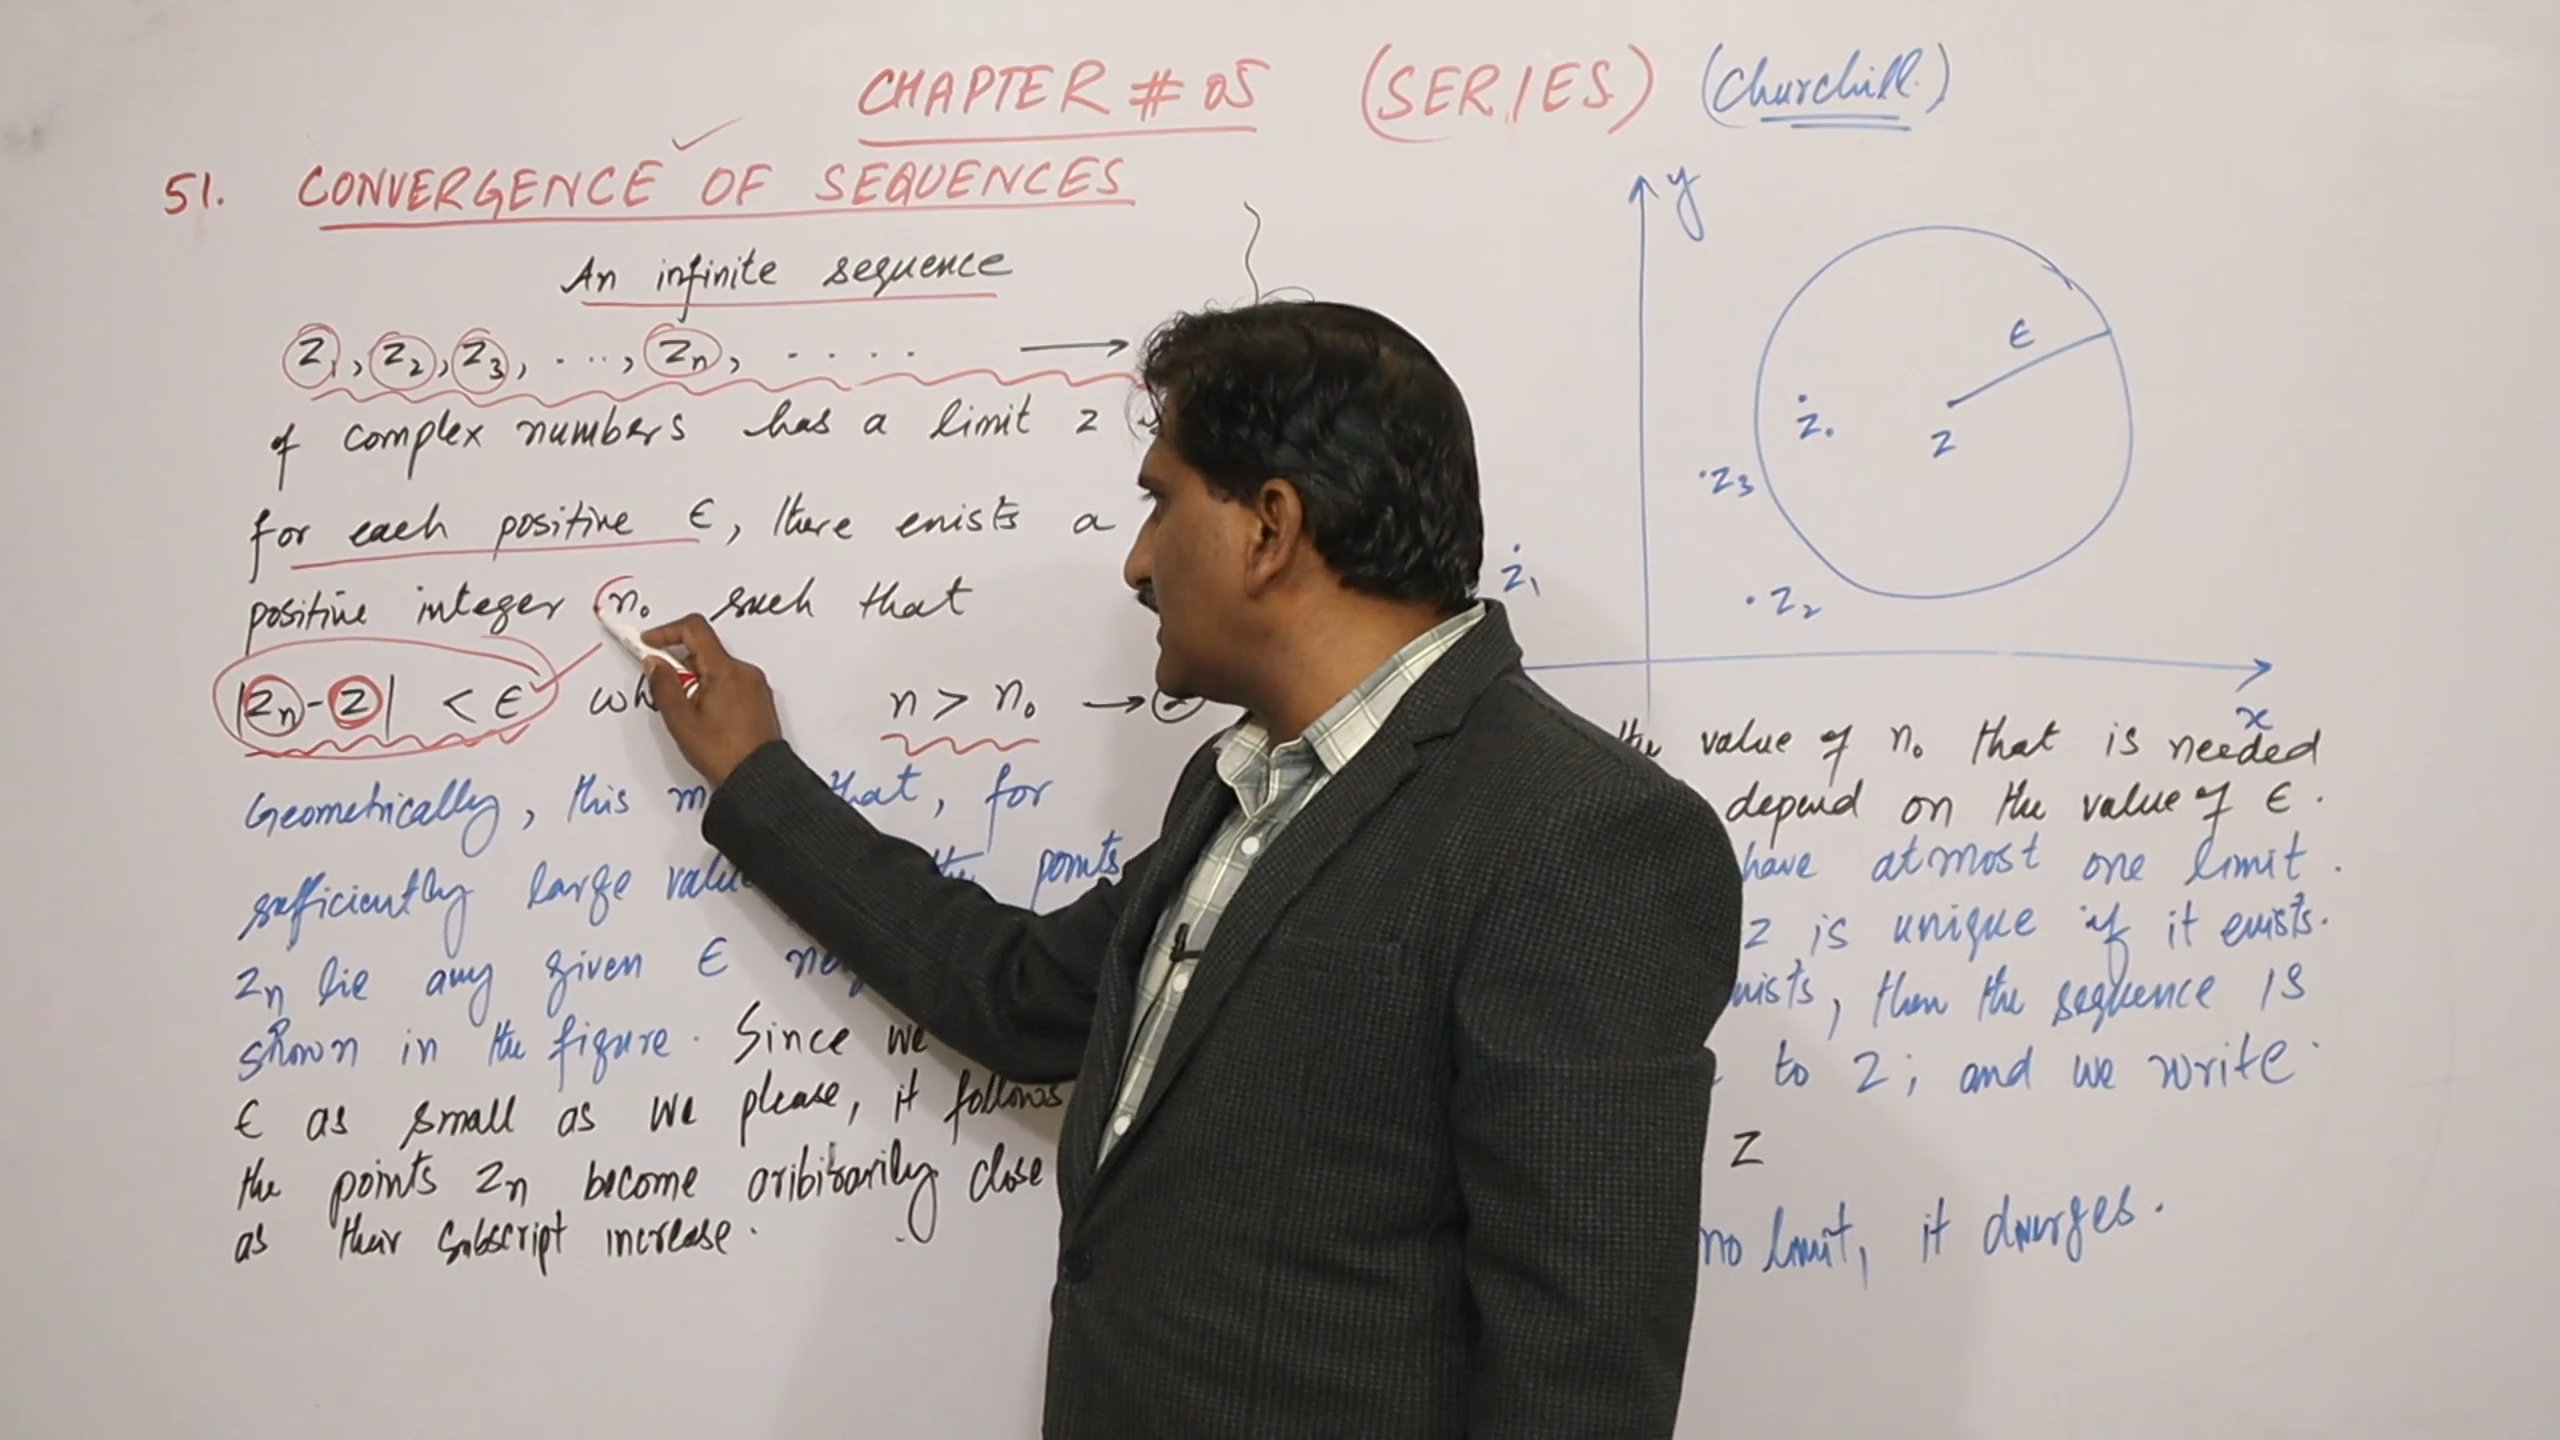 CHAPTER # 05 (SERIES) (Churchill)
51. CONVERGENCE OF SEQUENCES
An infinite sequence
z₁, z₂, z₃, ..., zₙ, .... →
of complex numbers has a limit z
for each positive ϵ, there exists a
positive integer n₀ such that
|zₙ - z| < ϵ n > n₀ →
Geometrically, this that, for
sufficiently large the points
zₙ lie any given ϵ
shown in the figure. Since we
ϵ as small as we please, it follows
the points zₙ become aribitrarily close
as their subscript increase.
y
ϵ
z.
z
z₃
z₁
z₂
x
the value of n₀ that is needed
depend on the value of ϵ.
have atmost one limit.
z is unique if it exists.
, then the sequence is
to z; and we write.
z
no limit, it diverges.